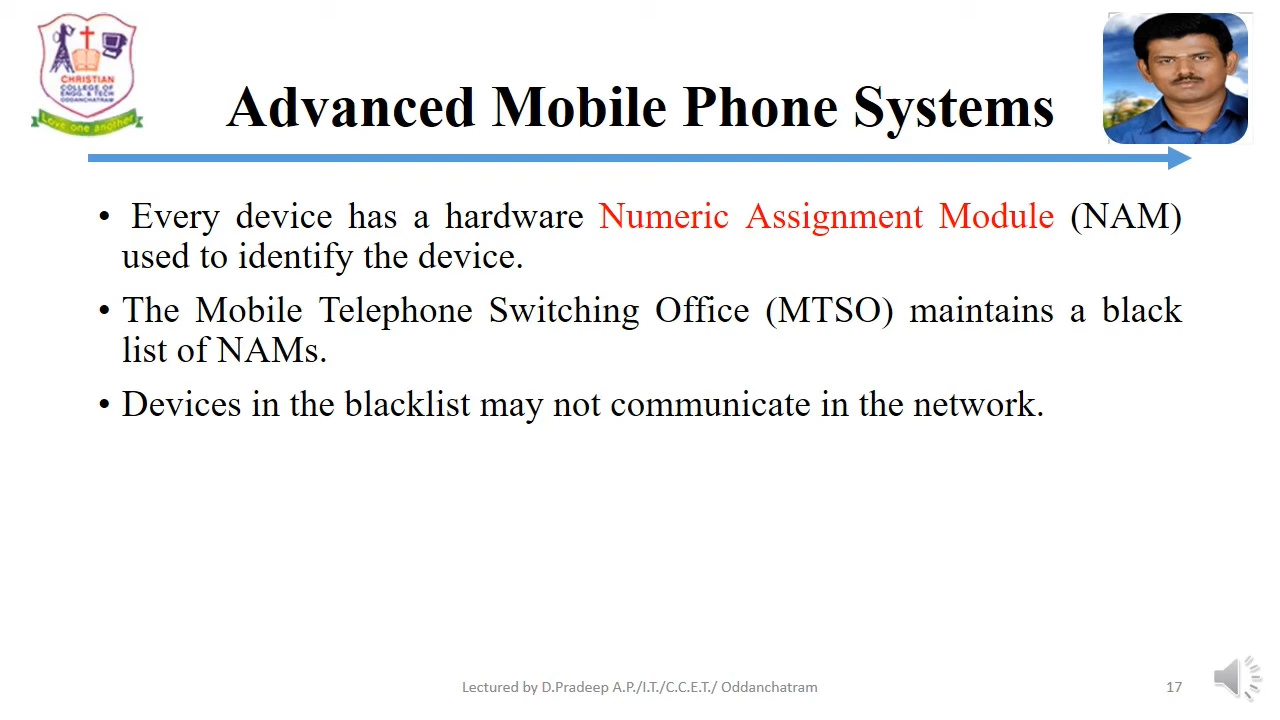 CHRISTIAN
COLLEGE OF
ENGG. & TECH
ODDANCHATRAM
Love one another
Advanced Mobile Phone Systems
• Every device has a hardware Numeric Assignment Module (NAM)
used to identify the device.
• The Mobile Telephone Switching Office (MTSO) maintains a black
list of NAMs.
• Devices in the blacklist may not communicate in the network.
Lectured by D.Pradeep A.P./I.T./C.C.E.T./ Oddanchatram
17